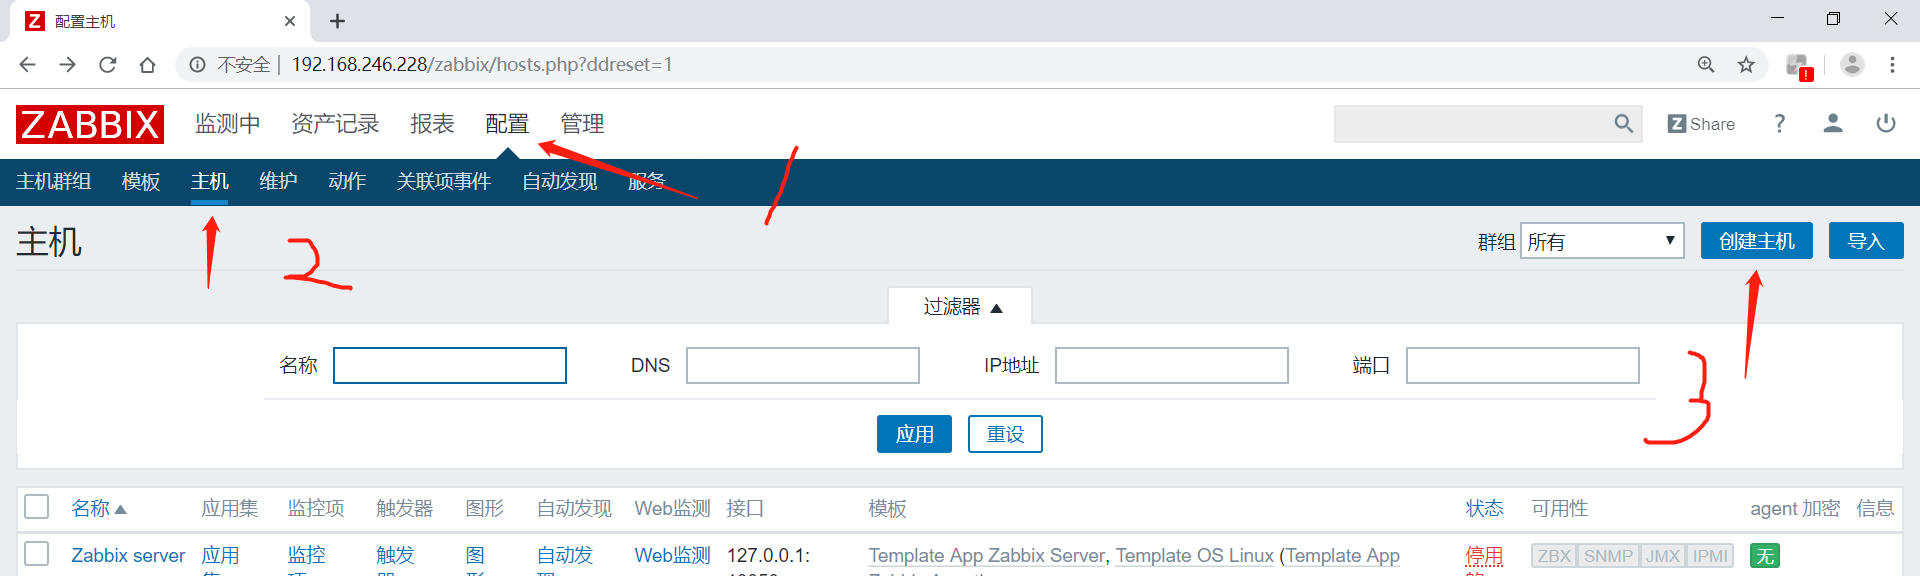 Z 配置主机
不安全 | 192.168.246.228/zabbix/hosts.php?ddreset=1
ZABBIX 监测中 资产记录 报表 配置 管理 Z Share ?
1
主机群组 模板 主机 维护 动作 关联项事件 自动发现 服务
主机 群组 所有 创建主机 导入
2
过滤器
名称 DNS IP地址 端口
3
应用 重设
名称 应用集 监控项 触发器 图形 自动发现 Web监测 接口 模板 状态 可用性 agent 加密 信息
Zabbix server 应用 监控 触发 图 自动发 Web监测 127.0.0.1: Template App Zabbix Server, Template OS Linux (Template App 停用 ZBX SNMP JMX IPMI 无